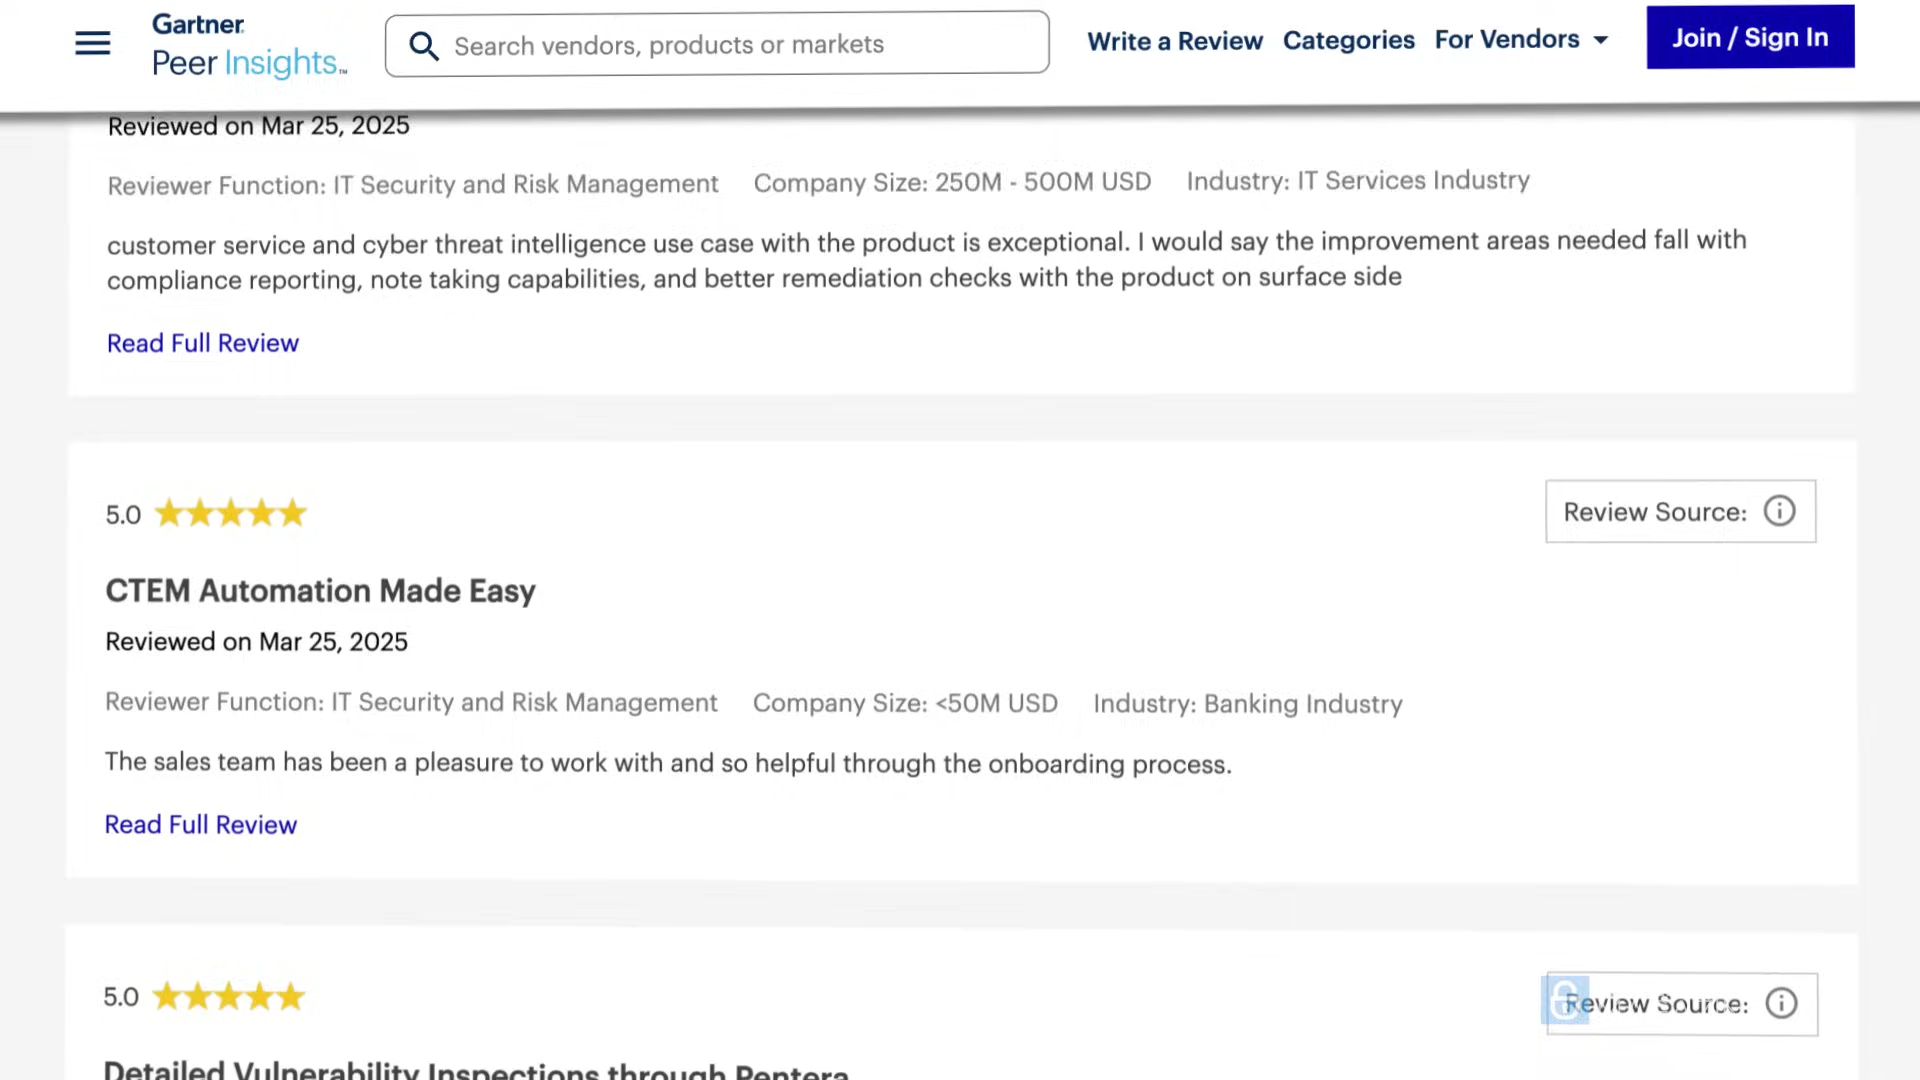 Gartner.
Peer Insights™
Search vendors, products or markets
Write a Review
Categories
For Vendors
Join / Sign In
Reviewed on Mar 25, 2025
Reviewer Function: IT Security and Risk Management
Company Size: 250M - 500M USD
Industry: IT Services Industry
customer service and cyber threat intelligence use case with the product is exceptional. I would say the improvement areas needed fall with
compliance reporting, note taking capabilities, and better remediation checks with the product on surface side
Read Full Review
5.0
Review Source:
CTEM Automation Made Easy
Reviewed on Mar 25, 2025
Reviewer Function: IT Security and Risk Management
Company Size: <50M USD
Industry: Banking Industry
The sales team has been a pleasure to work with and so helpful through the onboarding process.
Read Full Review
5.0
Review Source:
Detailed Vulnerability Inspections through Pentera